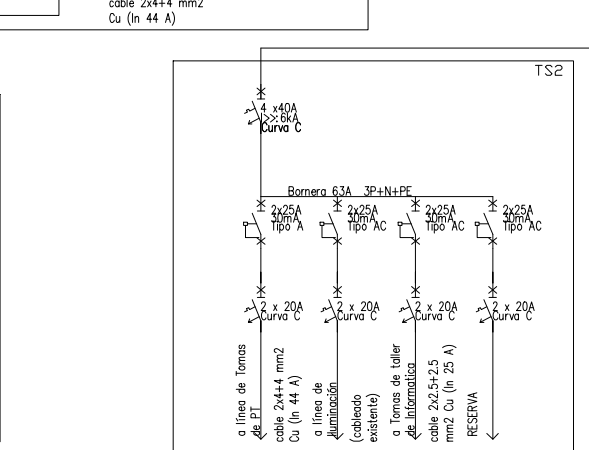 cable 2x4+4 mm2
Cu (In 44 A)
TS2
4 x40A
>>:6kA
Curva C
Bornera 63A 3P+N+PE
2x25A
30mA
Tipo A
2x25A
30mA
Tipo AC
2x25A
30mA
Tipo AC
2x25A
30mA
Tipo AC
2 x 20A
Curva C
2 x 20A
Curva C
2 x 20A
Curva C
2 x 20A
Curva C
a línea de Tomas
de PT
cable 2x4+4 mm2
Cu (In 44 A)
a línea de
iluminación
(cableado
existente)
a Tomas de taller
de Informatica
cable 2x2.5+2.5
mm2 Cu (In 25 A)
RESERVA